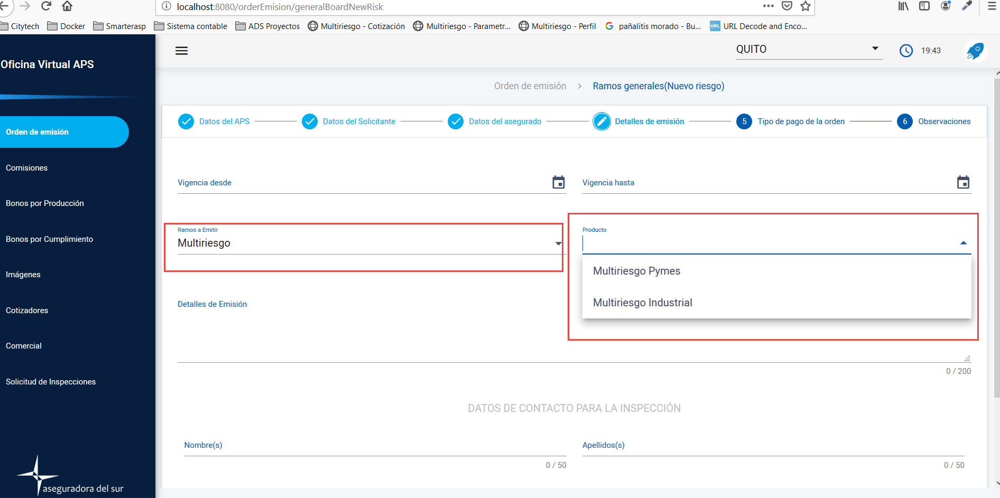 localhost:8080/orderEmision/generalBoardNewRisk
Citytech Docker Smarterasp Sistema contable ADS Proyectos Multiriesgo - Cotización Multiriesgo - Parametr... Multiriesgo - Perfil G pañalitis morado - Bu... URL URL Decode and Enco...
QUITO 19:43
Oficina Virtual APS
Orden de emisión > Ramos generales(Nuevo riesgo)
Datos del APS Datos del Solicitante Datos del asegurado Detalles de emisión 5 Tipo de pago de la orden 6 Observaciones
Orden de emisión
Comisiones
Bonos por Producción
Bonos por Cumplimiento
Imágenes
Cotizadores
Comercial
Solicitud de Inspecciones
aseguradora del sur
Vigencia desde Vigencia hasta
Ramos a Emitir Producto
Multiriesgo
Multiriesgo Pymes
Multiriesgo Industrial
Detalles de Emisión
0 / 200
DATOS DE CONTACTO PARA LA INSPECCIÓN
Nombre(s) Apellidos(s)
0 / 50 0 / 50